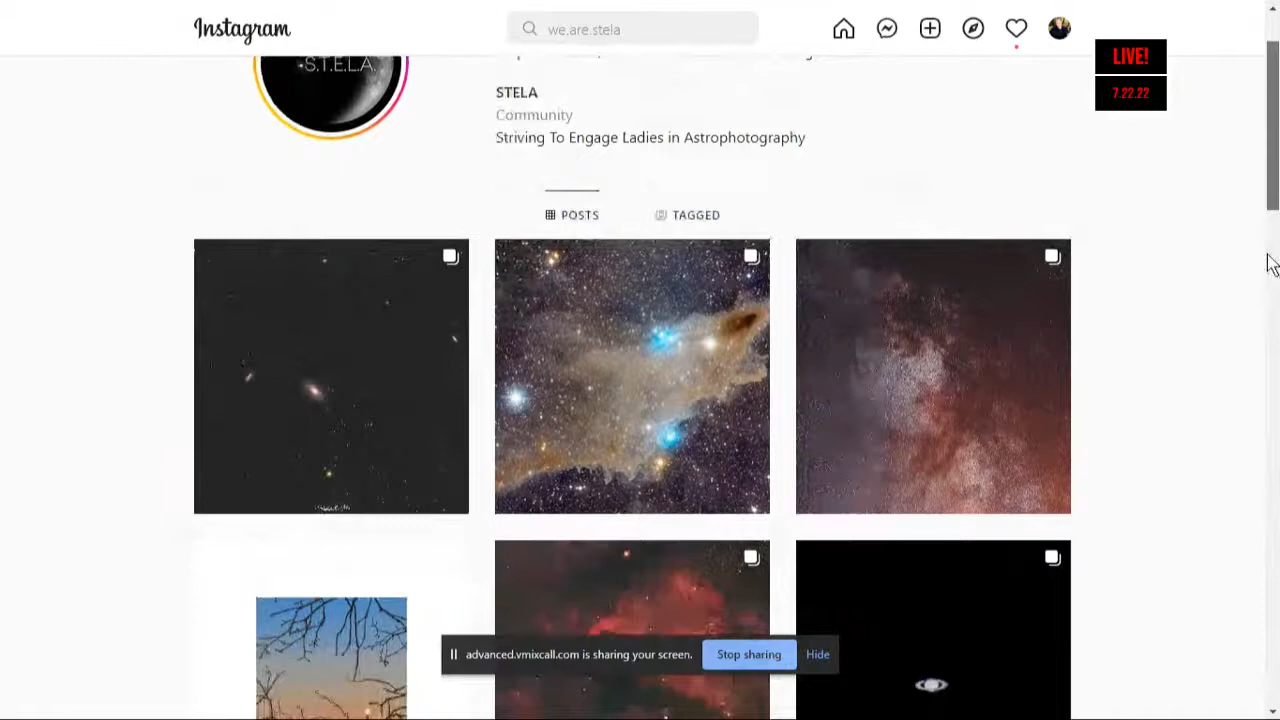 Instagram
we.are.stela
LIVE!
7.22.22
S.T.E.L.A.
STELA
Community
Striving To Engage Ladies in Astrophotography
POSTS
TAGGED
advanced.vmixcall.com is sharing your screen.
Stop sharing
Hide